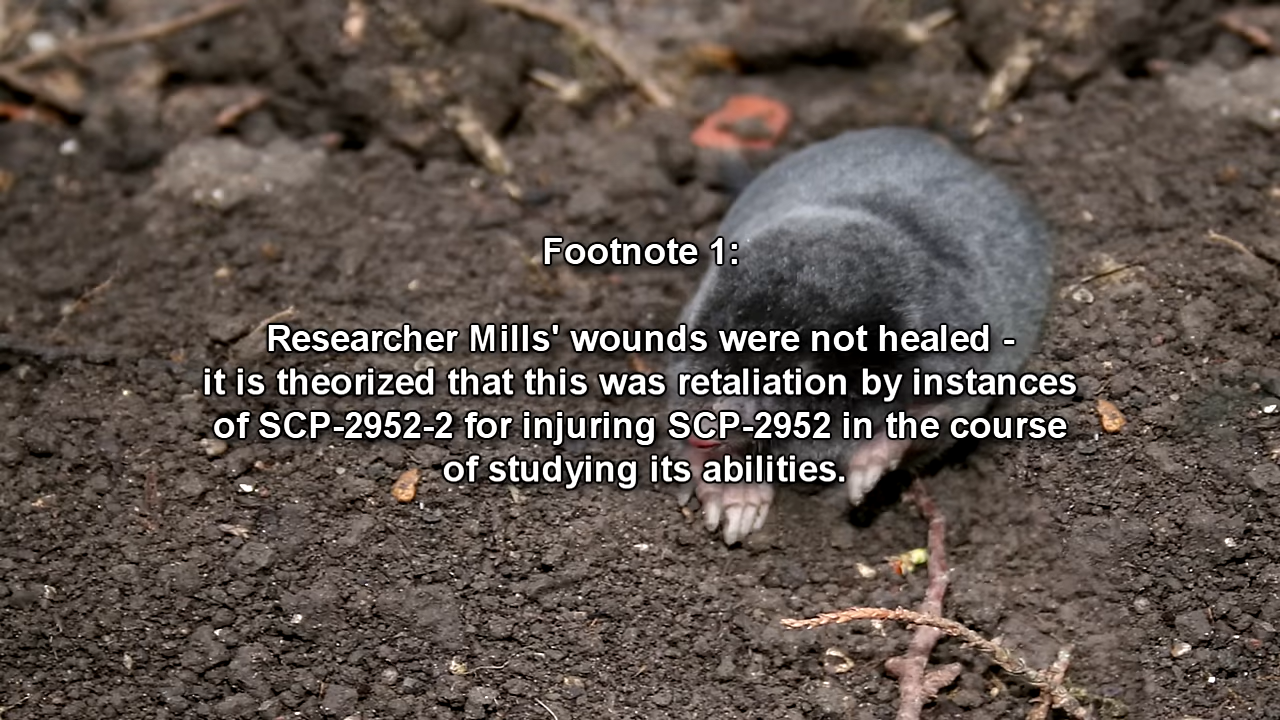 Footnote 1:
Researcher Mills' wounds were not healed -
it is theorized that this was retaliation by instances
of SCP-2952-2 for injuring SCP-2952 in the course
of studying its abilities.